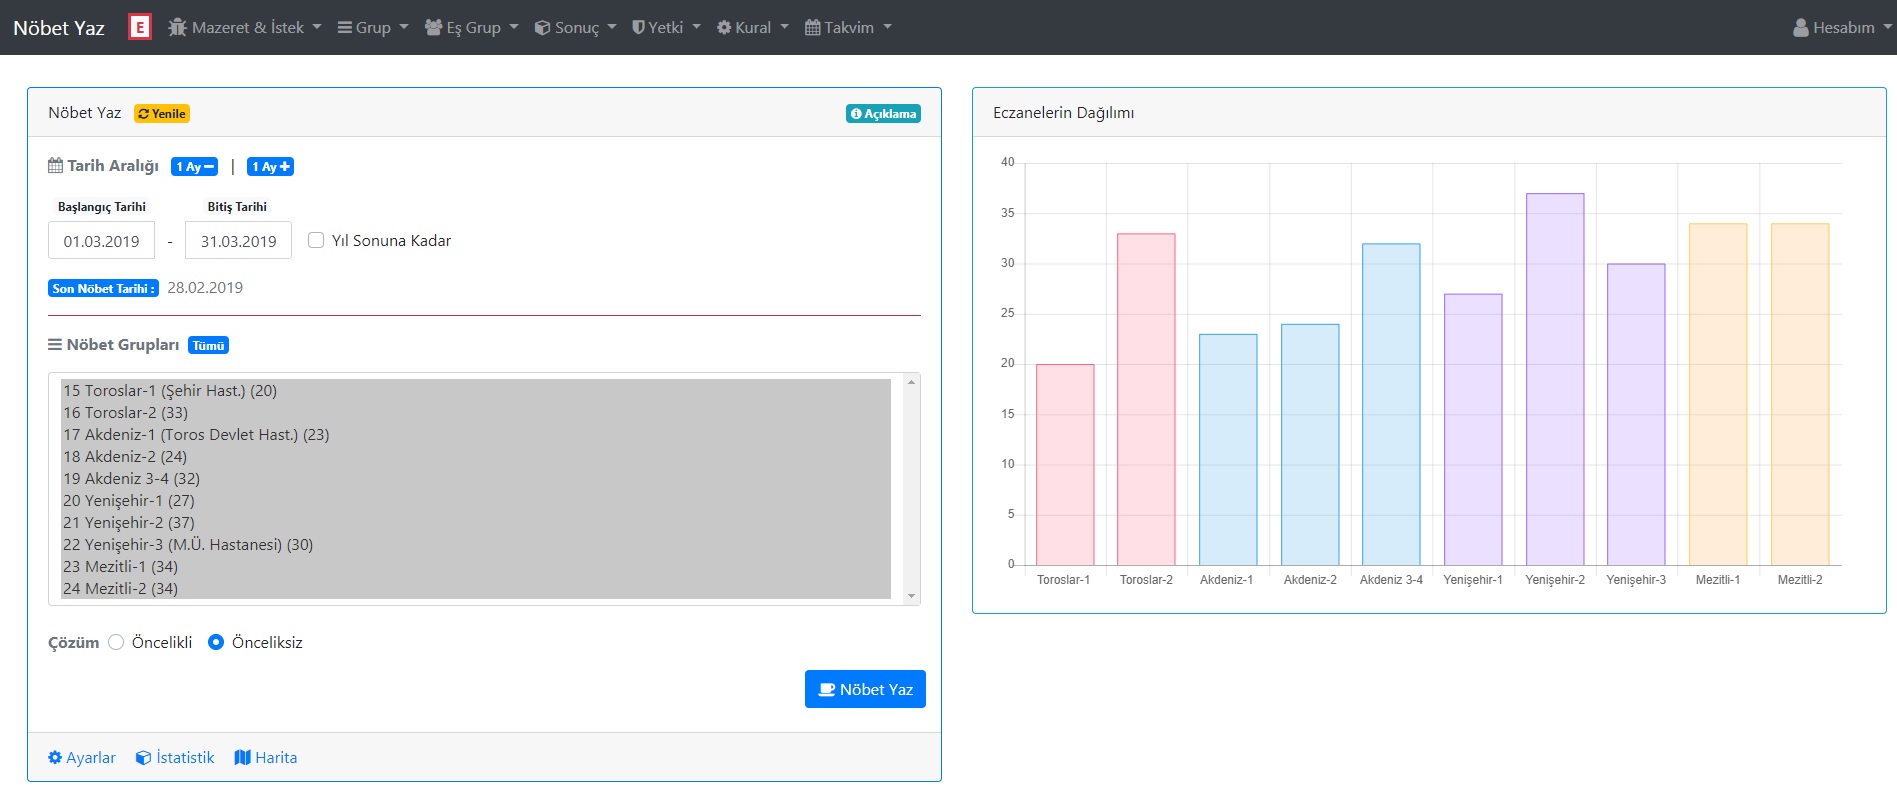 Nöbet Yaz E Mazeret & İstek Grup Eş Grup Sonuç Yetki Kural Takvim Hesabım
Nöbet Yaz Yenile Açıklama
Tarih Aralığı 1 Ay | 1 Ay
Başlangıç Tarihi Bitiş Tarihi
01.03.2019 - 31.03.2019 Yıl Sonuna Kadar
Son Nöbet Tarihi : 28.02.2019
Nöbet Grupları Tümü
15 Toroslar-1 (Şehir Hast.) (20)
16 Toroslar-2 (33)
17 Akdeniz-1 (Toros Devlet Hast.) (23)
18 Akdeniz-2 (24)
19 Akdeniz 3-4 (32)
20 Yenişehir-1 (27)
21 Yenişehir-2 (37)
22 Yenişehir-3 (M.Ü. Hastanesi) (30)
23 Mezitli-1 (34)
24 Mezitli-2 (34)
Çözüm Öncelikli Önceliksiz
Nöbet Yaz
Ayarlar İstatistik Harita
Eczanelerin Dağılımı
40
35
30
25
20
15
10
5
0
Toroslar-1 Toroslar-2 Akdeniz-1 Akdeniz-2 Akdeniz 3-4 Yenişehir-1 Yenişehir-2 Yenişehir-3 Mezitli-1 Mezitli-2